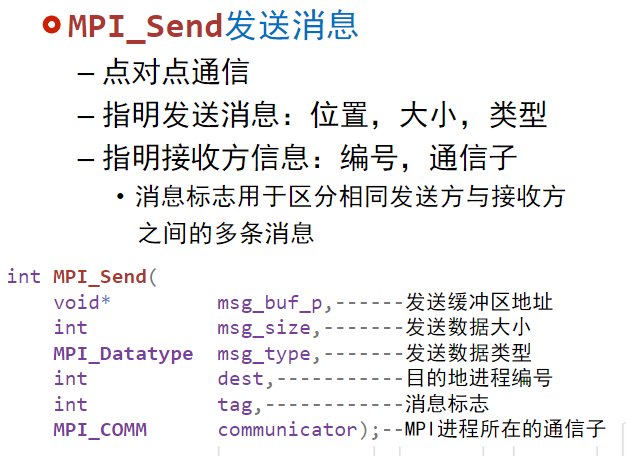 MPI_Send发送消息
– 点对点通信
– 指明发送消息：位置，大小，类型
– 指明接收方信息：编号，通信子
• 消息标志用于区分相同发送方与接收方
之间的多条消息
int MPI_Send(
void* msg_buf_p,------发送缓冲区地址
int msg_size,-------发送数据大小
MPI_Datatype msg_type,-------发送数据类型
int dest,-----------目的地进程编号
int tag,------------消息标志
MPI_COMM communicator);--MPI进程所在的通信子